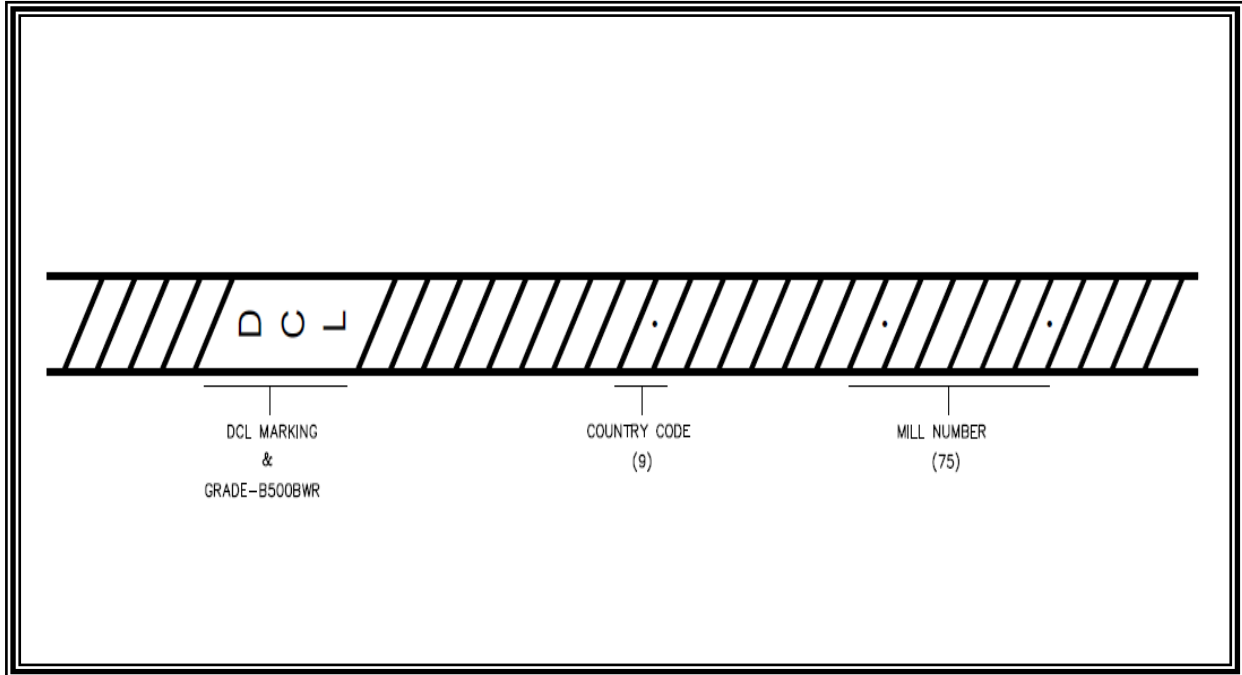 D C L
DCL MARKING
&
GRADE-B500BWR
COUNTRY CODE
(9)
MILL NUMBER
(75)